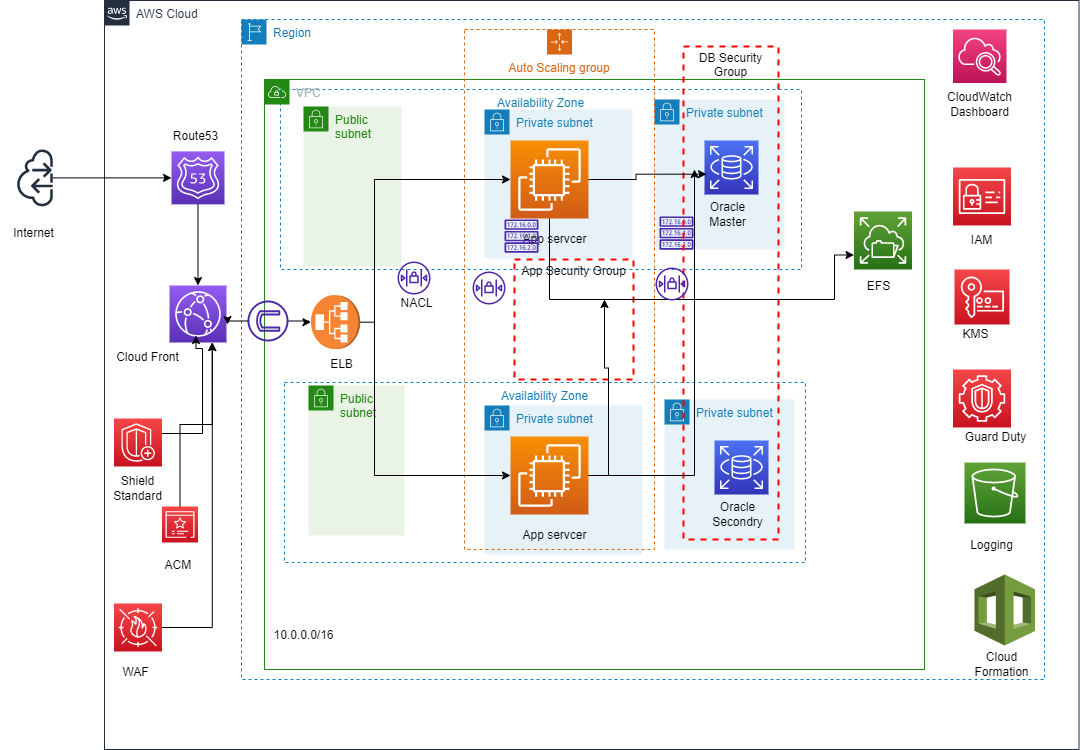 aws
AWS Cloud
Region
Auto Scaling group
DB Security
Group
VPC
Availability Zone
Public
subnet
Private subnet
Private subnet
CloudWatch
Dashboard
Route53
53
Oracle
Master
172.16.0.0
172.16.1.0
172.16.2.0
App servcer
172.16.0.0
172.16.1.0
172.16.2.0
Internet
IAM
App Security Group
NACL
EFS
KMS
Cloud Front
ELB
Availability Zone
Public
subnet
Private subnet
Private subnet
Guard Duty
Shield
Standard
Oracle
Secondry
App servcer
Logging
ACM
10.0.0.0/16
WAF
Cloud
Formation